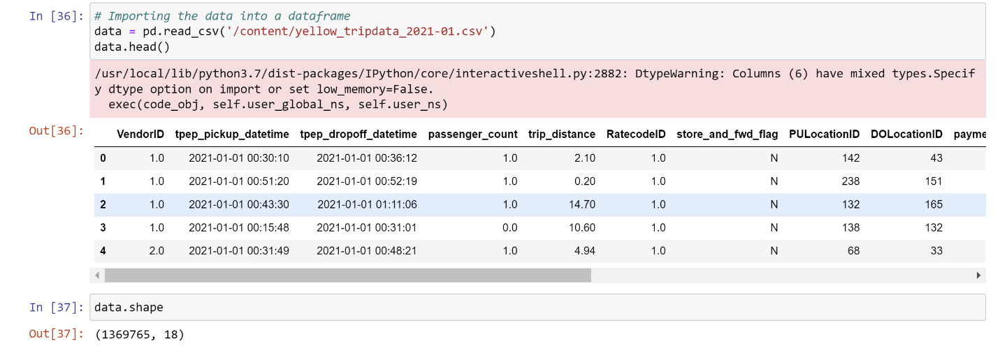 In [36]: # Importing the data into a dataframe
data = pd.read_csv('/content/yellow_tripdata_2021-01.csv')
data.head()
/usr/local/lib/python3.7/dist-packages/IPython/core/interactiveshell.py:2882: DtypeWarning: Columns (6) have mixed types.Specif
y dtype option on import or set low_memory=False.
exec(code_obj, self.user_global_ns, self.user_ns)
Out[36]:
VendorID tpep_pickup_datetime tpep_dropoff_datetime passenger_count trip_distance RatecodeID store_and_fwd_flag PULocationID DOLocationID payme
0 1.0 2021-01-01 00:30:10 2021-01-01 00:36:12 1.0 2.10 1.0 N 142 43
1 1.0 2021-01-01 00:51:20 2021-01-01 00:52:19 1.0 0.20 1.0 N 238 151
2 1.0 2021-01-01 00:43:30 2021-01-01 01:11:06 1.0 14.70 1.0 N 132 165
3 1.0 2021-01-01 00:15:48 2021-01-01 00:31:01 0.0 10.60 1.0 N 138 132
4 2.0 2021-01-01 00:31:49 2021-01-01 00:48:21 1.0 4.94 1.0 N 68 33
In [37]: data.shape
Out[37]: (1369765, 18)